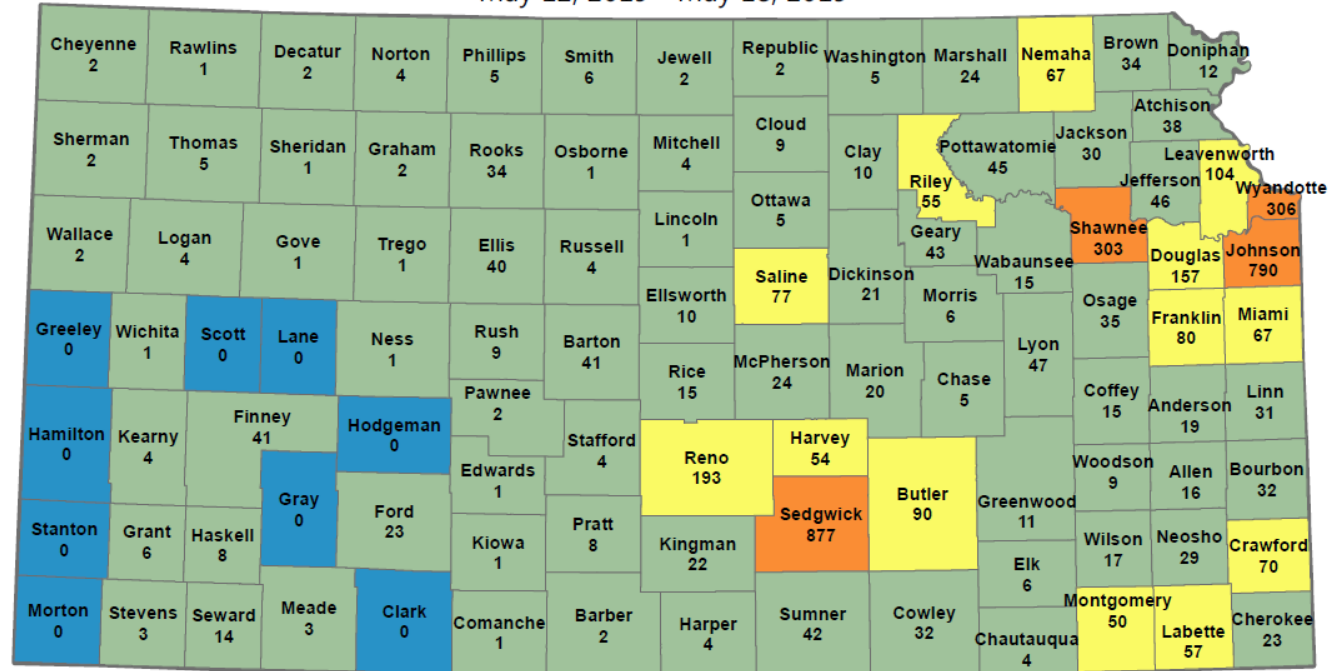 Cheyenne
2
Rawlins
1
Decatur
2
Norton
4
Phillips
5
Smith
6
Jewell
2
Republic
2
Washington
5
Marshall
24
Nemaha
67
Brown
34
Doniphan
12
Atchison
38
Sherman
2
Thomas
5
Sheridan
1
Graham
2
Rooks
34
Osborne
1
Mitchell
4
Cloud
9
Clay
10
Riley
55
Pottawatomie
45
Jackson
30
Jefferson
46
Leavenworth
104
Wyandotte
306
Ottawa
5
Lincoln
1
Wallace
2
Logan
4
Gove
1
Trego
1
Ellis
40
Russell
4
Saline
77
Dickinson
21
Geary
43
Wabaunsee
15
Shawnee
303
Douglas
157
Johnson
790
Ellsworth
10
Morris
6
Osage
35
Franklin
80
Miami
67
Greeley
0
Wichita
1
Scott
0
Lane
0
Ness
1
Rush
9
Barton
41
Rice
15
McPherson
24
Marion
20
Chase
5
Lyon
47
Coffey
15
Anderson
19
Linn
31
Pawnee
2
Hamilton
0
Kearny
4
Finney
41
Hodgeman
0
Stafford
4
Edwards
1
Reno
193
Harvey
54
Butler
90
Greenwood
11
Woodson
9
Allen
16
Bourbon
32
Gray
0
Ford
23
Sedgwick
877
Stanton
0
Grant
6
Haskell
8
Kiowa
1
Pratt
8
Kingman
22
Elk
6
Wilson
17
Neosho
29
Crawford
70
Morton
0
Stevens
3
Seward
14
Meade
3
Clark
0
Comanche
1
Barber
2
Harper
4
Sumner
42
Cowley
32
Chautauqua
4
Montgomery
50
Labette
57
Cherokee
23